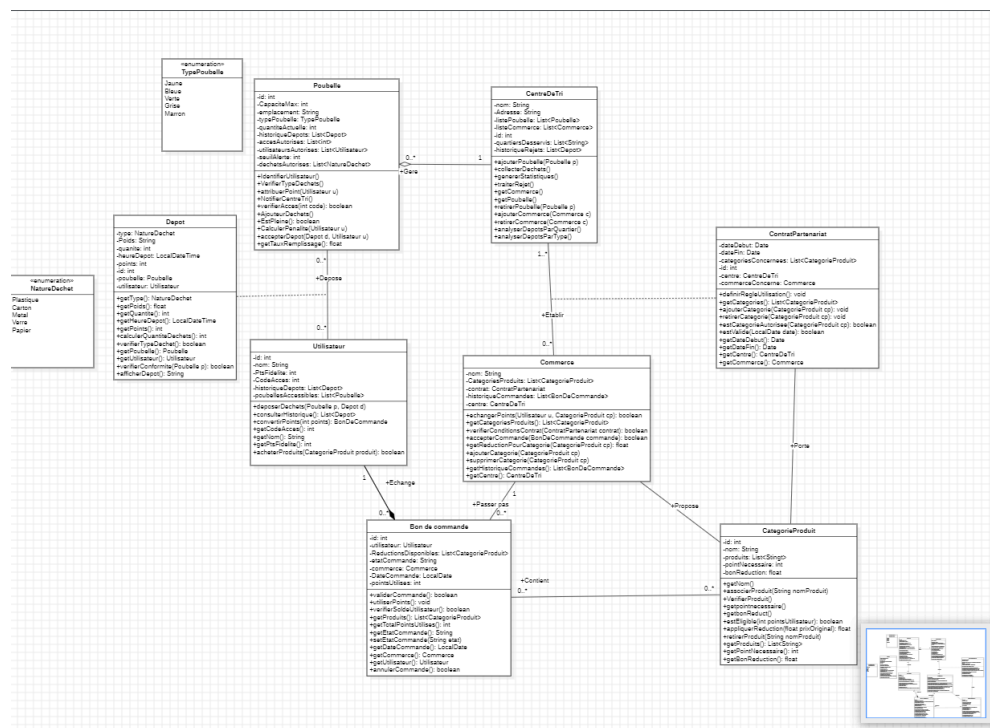 «enumeration»
TypePoubelle
Jaune
Bleue
Verte
Grise
Marron
Poubelle
-id: int
-CapaciteMax: int
-emplacement: String
-typePoubelle: TypePoubelle
-quantiteActuelle: int
-historiqueDepots: List<Depot>
-accesAutorises: List<Int>
-utilisateursAutorises: List<Utilisateur>
-seuilAlerte: int
-dechetsAutorises: List<NatureDechet>
+IdentifierUtilisateur()
+VerifierTypeDechets()
+attribuerPoint(Utilisateur u)
+NotifierCentreTri()
+verifierAcces(int code): boolean
+AjouteurDechets()
+EstPleine(): boolean
+CalculerPenalite(Utilisateur u)
+accepterDepot(Depot d, Utilisateur u)
+getTauxRemplissage(): float
0..*
1
+Gere
CentreDeTri
-nom: String
-Adresse: String
-listePoubelle: List<Poubelle>
-listeCommerce: List<Commerce>
-id: int
-quartiersDesservis: List<String>
-historiqueRejets: List<Depot>
+ajouterPoubelle(Poubelle p)
+collecterDechets()
+genererStatistiques()
+traiterRejet()
+getCommerce()
+getPoubelle()
+retirerPoubelle(Poubelle p)
+ajouterCommerce(Commerce c)
+retirerCommerce(Commerce c)
+analyserDepotsParQuartier()
+analyserDepotsParType()
Depot
-type: NatureDechet
-Poids: String
-quanite: int
-heureDepot: LocalDateTime
-points: int
-id: int
-poubelle: Poubelle
-utilisateur: Utilisateur
+getType(): NatureDechet
+getPoids(): float
+getQuantite(): int
+getHeureDepot(): LocalDateTime
+getPoints(): int
+calculerQuantiteDechets(): int
+verifierTypeDechet(): boolean
+getPoubelle(): Poubelle
+getUtilisateur(): Utilisateur
+verifierConformite(Poubelle p): boolean
+afficherDepot(): String
«enumeration»
NatureDechet
Plastique
Carton
Metal
Verre
Papier
0..*
+Depose
0..*
1..*
+Etablir
0..*
ContratPartenariat
-dateDebut: Date
-dateFin: Date
-categoriesConcernees: List<CategorieProduit>
-id: int
-centre: CentreDeTri
-commerceConcerne: Commerce
+definirRegleUtilisation(): void
+getCategories(): List<CategorieProduit>
+ajouterCategorie(CategorieProduit cp): void
+retirerCategorie(CategorieProduit cp): void
+estCategorieAutorisee(CategorieProduit cp): boolean
+estValide(LocalDate date): boolean
+getDateDebut(): Date
+getDateFin(): Date
+getCentre(): CentreDeTri
+getCommerce(): Commerce
Utilisateur
-id: int
-nom: String
-PtsFidelite: int
-CodeAcces: int
-historiqueDepots: List<Depot>
-poubellesAccessibles: List<Poubelle>
+deposerDechets(Poubelle p, Depot d)
+consulterHistorique(): List<Depot>
+convertirPoints(int points): BonDeCommande
+getCodeAcces(): int
+getNom(): String
+getPtsFidelite(): int
+acheterProduits(CategorieProduit produit): boolean
Commerce
-nom: String
-CategoriesProduits: List<CategorieProduit>
-contrat: ContratPartenariat
-historiqueCommandes: List<BonDeCommande>
-centre: CentreDeTri
+echangerPoints(Utilisateur u, CategorieProduit cp): boolean
+getCategoriesProduits(): List<CategorieProduit>
+verifierConditionsContrat(ContratPartenariat contrat): boolean
+accepterCommande(BonDeCommande commande): boolean
+getReductionPourCategorie(CategorieProduit cp): float
+ajouterCategorie(CategorieProduit cp)
+supprimerCategorie(CategorieProduit cp)
+getHistoriqueCommandes(): List<BonDeCommande>
+getCentre(): CentreDeTri
+Porte
1
+Echange
0..*
1
+Passer pas
0..*
+Propose
Bon de commande
-id: int
-utilisateur: Utilisateur
-ReductionsDisponibles: List<CategorieProduit>
-etatCommande: String
-commerce: Commerce
-DateCommande: LocalDate
-pointsUtilises: int
+validerCommande(): boolean
+utiliserPoints(): void
+verifierSoldeUtilisateur(): boolean
+getProduits(): List<CategorieProduit>
+getTotalPointsUtilises(): int
+getEtatCommande(): String
+setEtatCommande(String etat)
+getDateCommande(): LocalDate
+getCommerce(): Commerce
+getUtilisateur(): Utilisateur
+annulerCommande(): boolean
+Contient
0..*
0..*
CategorieProduit
-id: int
-nom: String
-produits: List<Stingt>
-pointNecessaire: int
-bonReduction: float
+getNom()
+associerProduit(String nomProduit)
+VerifierProduit()
+getpointnecessaire()
+getbonReduct()
+estEligible(int pointsUtilisateur): boolean
+appliquerReduction(float prixOriginal): float
+retirerProduit(String nomProduit)
+getProduits(): List<String>
+getPointNecessaire(): int
+getBonReduction(): float